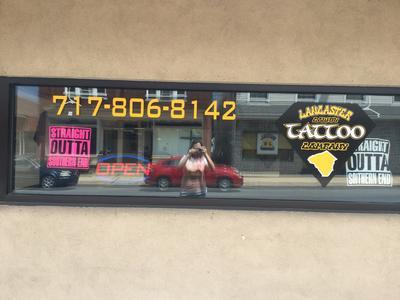 717-806-8142
STRAIGHT
OUTTA
SOUTHERN END
OPEN
LANCASTER
COUNTY
TATTOO
COMPANY
STRAIGHT
OUTTA
SOUTHERN END